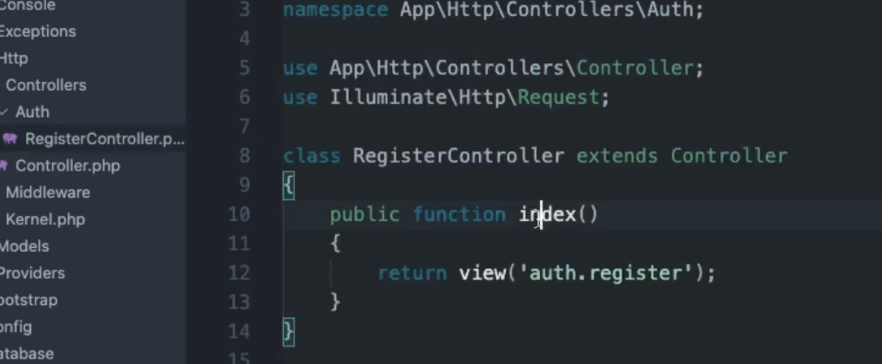 Console
Exceptions
Http
Controllers
Auth
RegisterController.p...
Controller.php
Middleware
Kernel.php
Models
Providers
ootstrap
onfig
atabase
3 namespace App\Http\Controllers\Auth;
5 use App\Http\Controllers\Controller;
6 use Illuminate\Http\Request;
7
8 class RegisterController extends Controller
9 {
10 public function index()
11 {
12 return view('auth.register');
13 }
14 }
15